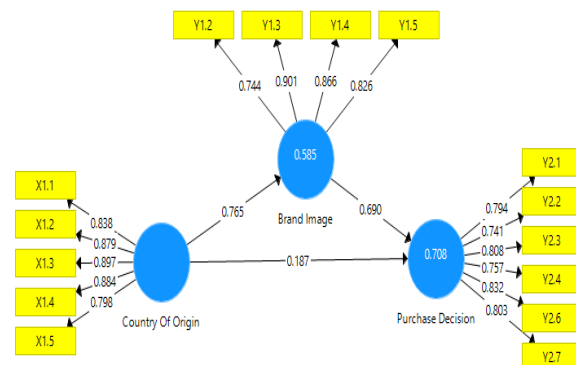 Y1.2 Y1.3 Y1.4 Y1.5
0.744 0.901 0.866 0.826
0.585
Brand Image
X1.1
X1.2
X1.3
X1.4
X1.5
0.838
0.879
0.897
0.884
0.798
Country Of Origin
0.765
0.690
0.187
0.708
Purchase Decision
0.794
0.741
0.808
0.757
0.832
0.803
Y2.1
Y2.2
Y2.3
Y2.4
Y2.6
Y2.7